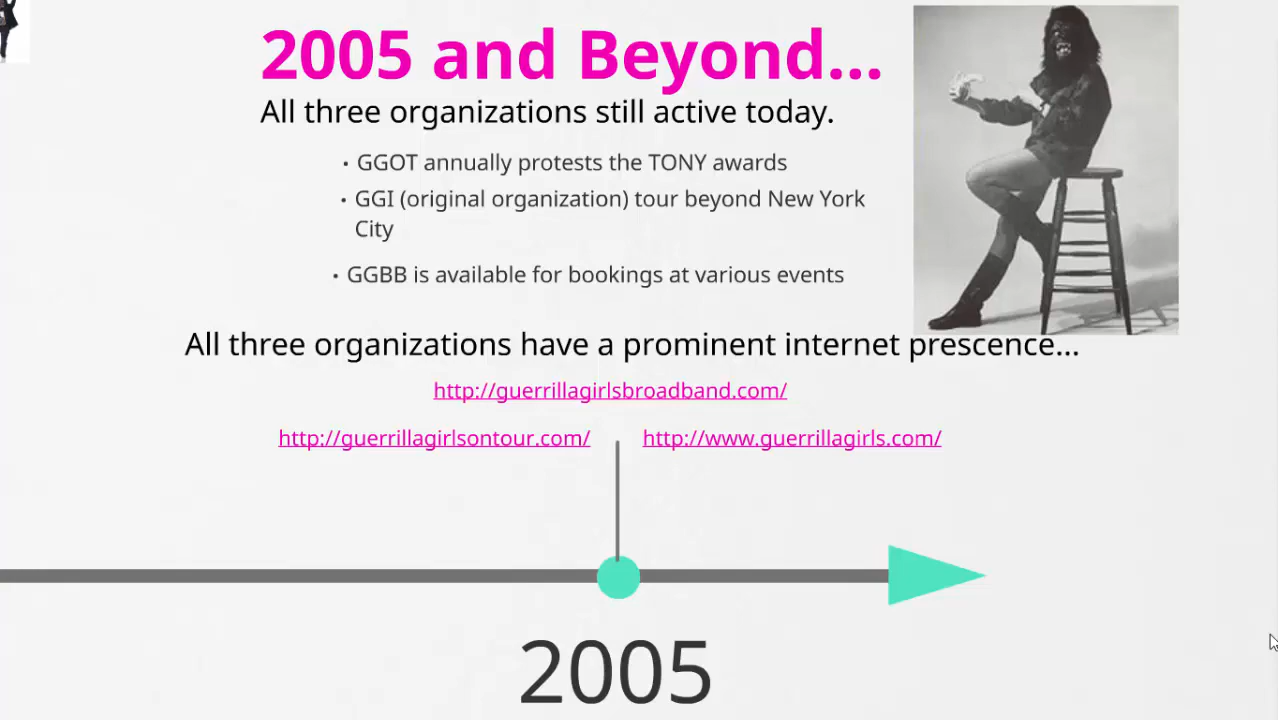 2005 and Beyond...
All three organizations still active today.
• GGOT annually protests the TONY awards
• GGI (original organization) tour beyond New York
City
• GGBB is available for bookings at various events
All three organizations have a prominent internet prescence...
http://guerrillagirlsbroadband.com/
http://guerrillagirlsontour.com/ http://www.guerrillagirls.com/
2005